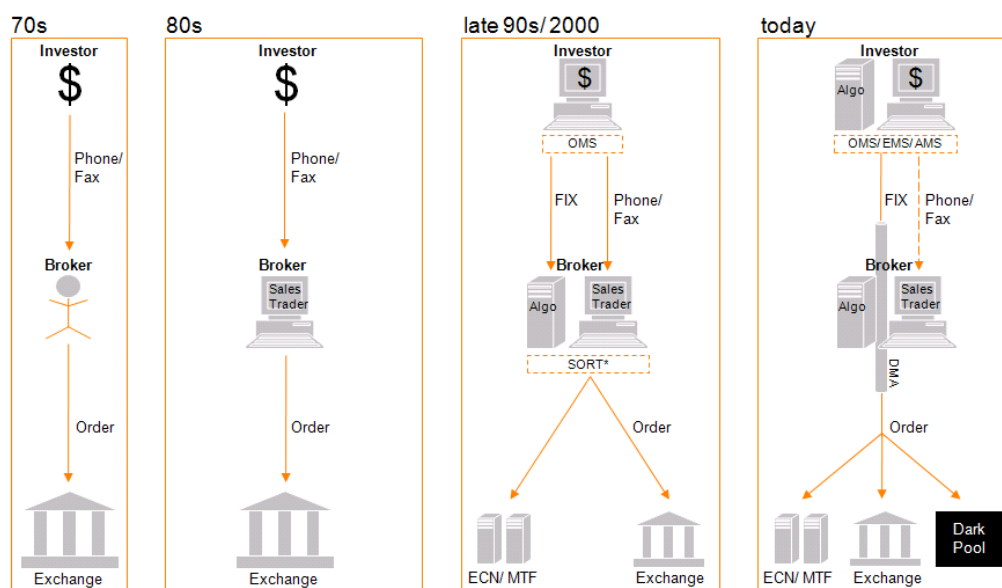 70s
Investor
$
Phone/
Fax
Broker
Order
Exchange
80s
Investor
$
Phone/
Fax
Broker
Sales
Trader
Order
Exchange
late 90s/2000
Investor
$
OMS
FIX
Phone/
Fax
Broker
Algo
Sales
Trader
SORT*
Order
ECN/ MTF
Exchange
today
Investor
Algo
$
OMS/EMS/AMS
FIX
Phone/
Fax
Broker
Algo
Sales
Trader
DMA
Order
ECN/ MTF
Exchange
Dark
Pool